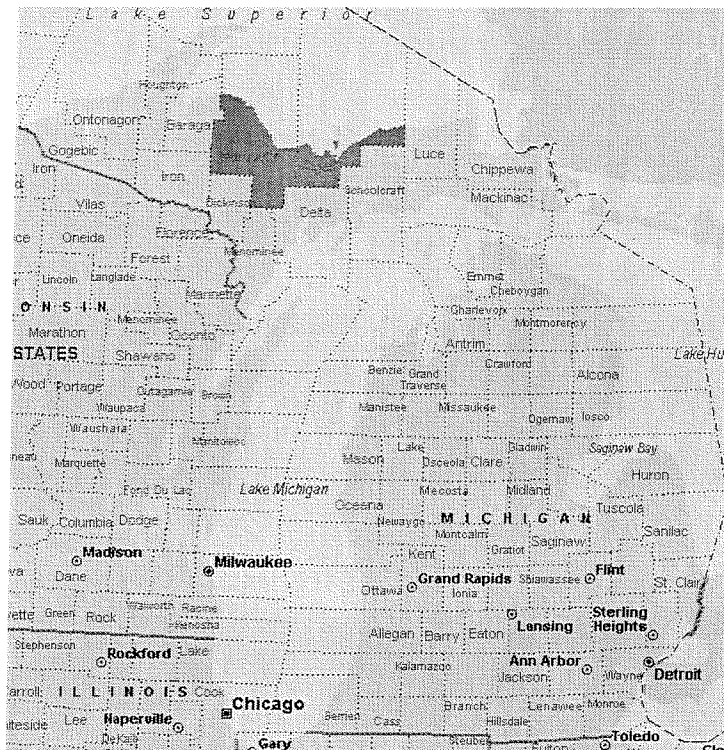 Lake Superior
Houghton
Ontonagon
Baraga
Gogebic
Luce
Iron
Iron
Chippewa
Schoolcraft
Mackinac
Vilas
Dickinson
Delta
Oneida
Florence
Forest
Menominee
Emmet
Lincoln
Langlade
Cheboygan
Marinette
ONSIN
Charlevoix
Menominee
Montmorency
Marathon
Oconto
Antrim
STATES
Shawano
Lake Hu
Benzie
Grand
Traverse
Crawford
Alcona
Wood
Portage
Outagamie
Brown
Waupaca
Manistee
Missaukee
Ogemaw
Iosco
Waushara
Manitowoc
Lake
Gladwin
Saginaw Bay
Mason
Osceola
Clare
Marquette
Huron
Fond Du Lac
Lake Michigan
Mecosta
Midland
Oceana
Tuscola
Sauk
Columbia
Dodge
Newaygo
MICHIGAN
Montcalm
Sanilac
Saginaw
Madison
Kent
Gratiot
Milwaukee
Flint
Dane
Grand Rapids
Shiawassee
St. Clair
Ottawa
Ionia
Walworth
Racine
Green
Rock
Lansing
Sterling
Heights
Kenosha
Allegan
Barry
Eaton
Stephenson
Lake
Rockford
Kalamazoo
Ann Arbor
Wayne
Detroit
Jackson
Carroll
ILLINOIS
Cook
Chicago
Branch
Lenawee
Monroe
iteside
Lee
Naperville
Berrien
Cass
Hillsdale
DeKalb
Gary
Steuben
Fulton
Toledo